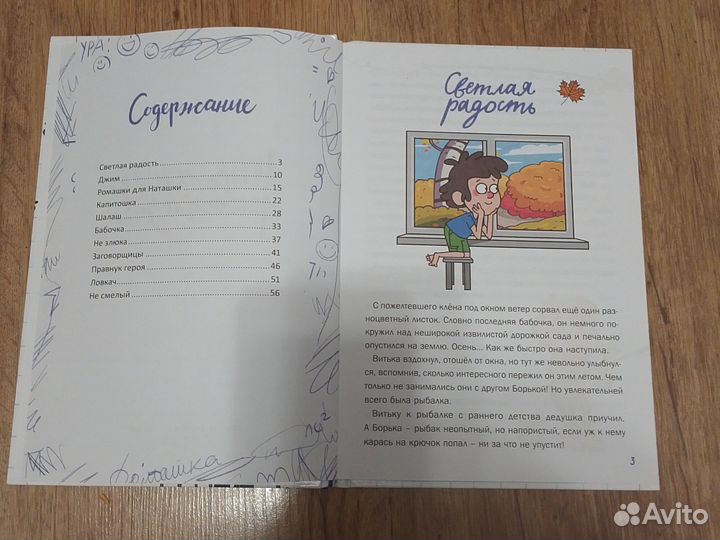 УРА!
Содержание
Светлая радость 3
Джим 10
Ромашки для Наташки 15
Капитошка 22
Шалаш 28
Бабочка 33
Не злюка 37
Заговорщицы 41
Правнук героя 46
Ловкач 51
Не смелый 56
Светлая
радость
С пожелтевшего клёна под окном ветер сорвал ещё один раз-
ноцветный листок. Словно последняя бабочка, он немного по-
кружил над неширокой извилистой дорожкой сада и печально
опустился на землю. Осень... Как же быстро она наступила.
Витька вздохнул, отошёл от окна, но тут же невольно улыбнул-
ся, вспомнив, сколько интересного пережил он этим летом. Чем
только не занимались они с другом Борькой! Но увлекательней
всего была рыбалка.
Витьку к рыбалке с раннего детства дедушка приучил.
А Борька – рыбак неопытный, но напористый, если уж к нему
карась на крючок попал – ни за что не упустит!
3
Avito